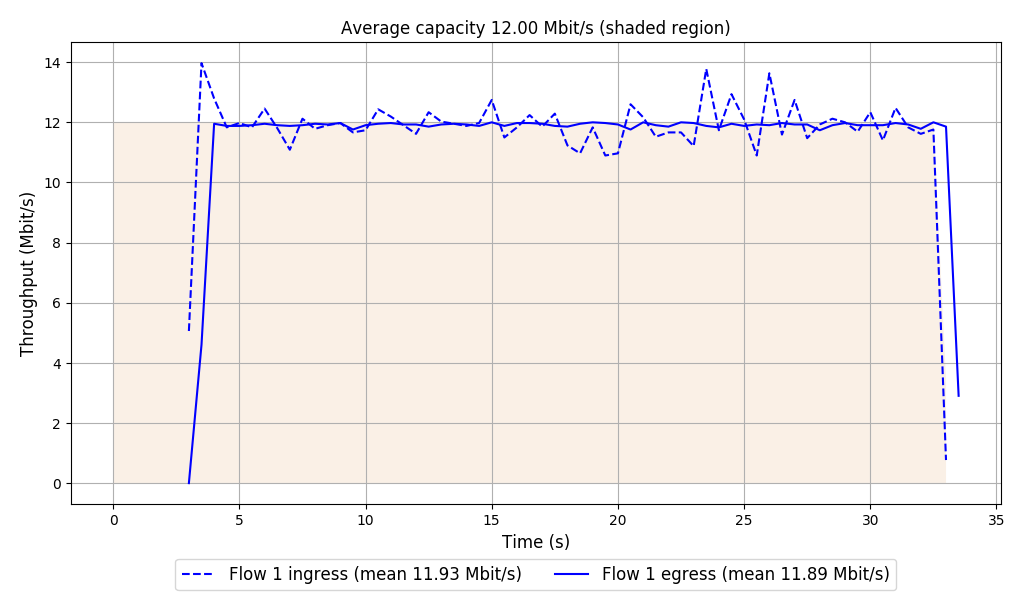 Average capacity 12.00 Mbit/s (shaded region)
14
12
10
8
6
4
2
0
Throughput (Mbit/s)
0 5 10 15 20 25 30 35
Time (s)
Flow 1 ingress (mean 11.93 Mbit/s) Flow 1 egress (mean 11.89 Mbit/s)